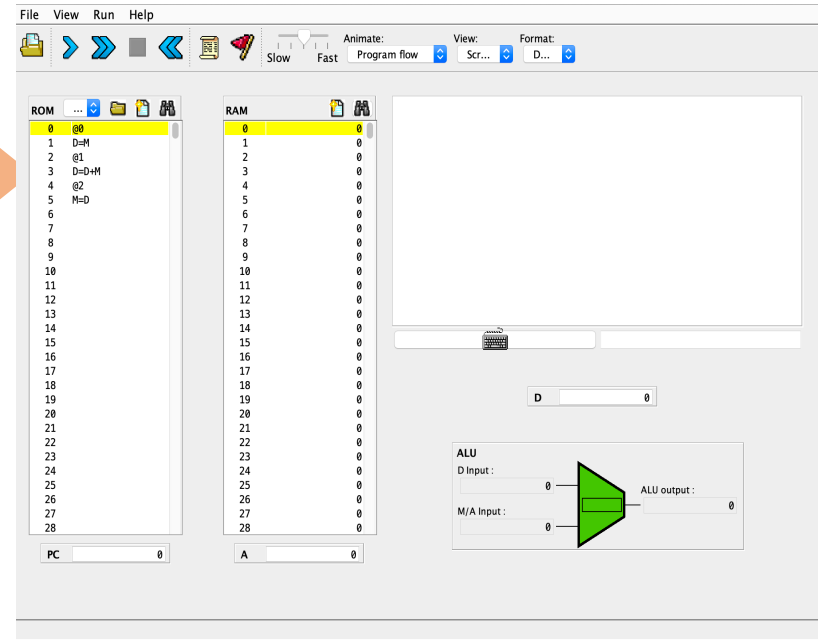 File View Run Help
Slow Fast
Animate:
Program flow
View:
Scr...
Format:
D...
ROM ...
0 @0
1 D=M
2 @1
3 D=D+M
4 @2
5 M=D
6
7
8
9
10
11
12
13
14
15
16
17
18
19
20
21
22
23
24
25
26
27
28
PC 0
RAM
0 0
1 0
2 0
3 0
4 0
5 0
6 0
7 0
8 0
9 0
10 0
11 0
12 0
13 0
14 0
15 0
16 0
17 0
18 0
19 0
20 0
21 0
22 0
23 0
24 0
25 0
26 0
27 0
28 0
A 0
D 0
ALU
D Input :
0
M/A Input :
0
ALU output :
0